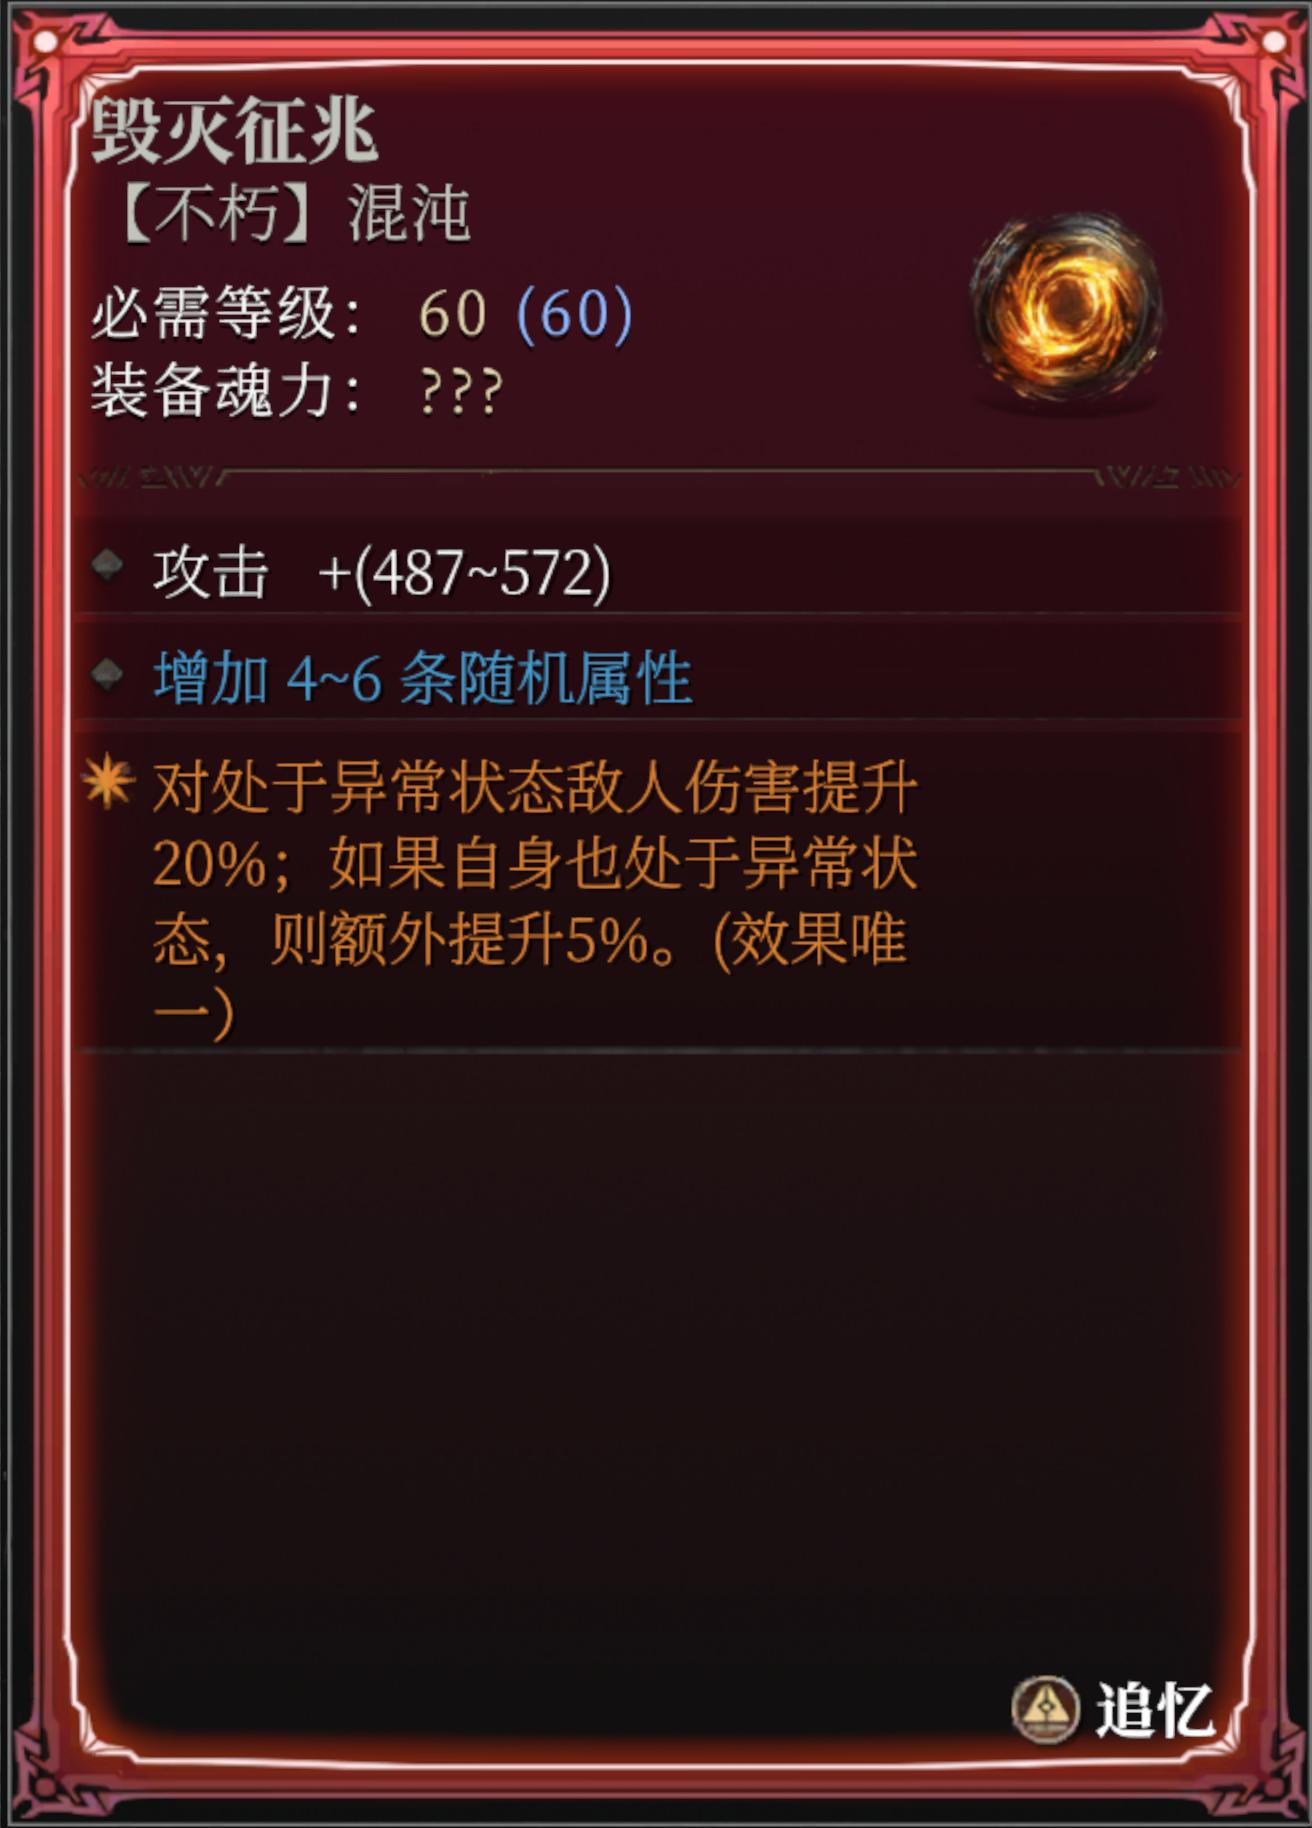 毁灭征兆
【不朽】混沌
必需等级： 60 (60)
装备魂力： ???
攻击 +(487~572)
增加 4~6 条随机属性
对处于异常状态敌人伤害提升
20%；如果自身也处于异常状
态，则额外提升5%。(效果唯
一）
追忆